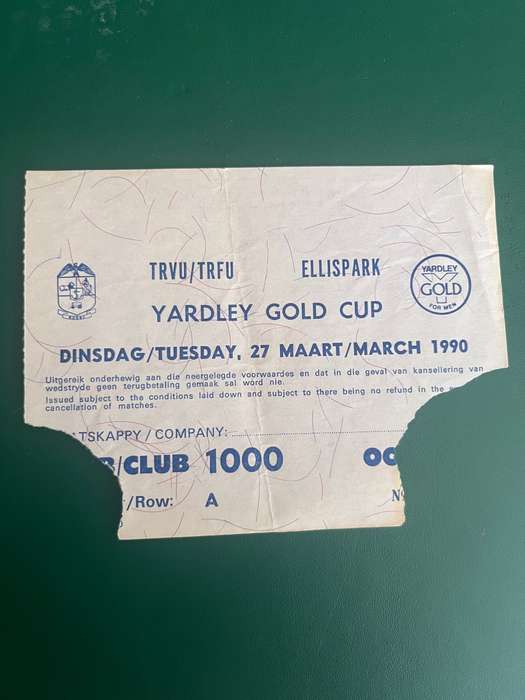 TRVU/TRFU ELLISPARK
YARDLEY GOLD FOR MEN
YARDLEY GOLD CUP
DINSDAG/TUESDAY, 27 MAART/MARCH 1990
Uitgereik onderhewig aan die neergelegde voorwaardes en dat in die geval van kansellering van
wedstryde geen terugbetaling gemaak sal word nie.
Issued subject to the conditions laid down and subject to there being no refund in the
cancellation of matches.
ATSKAPPY/COMPANY:
B/CLUB 1000 OC
/Row: A No